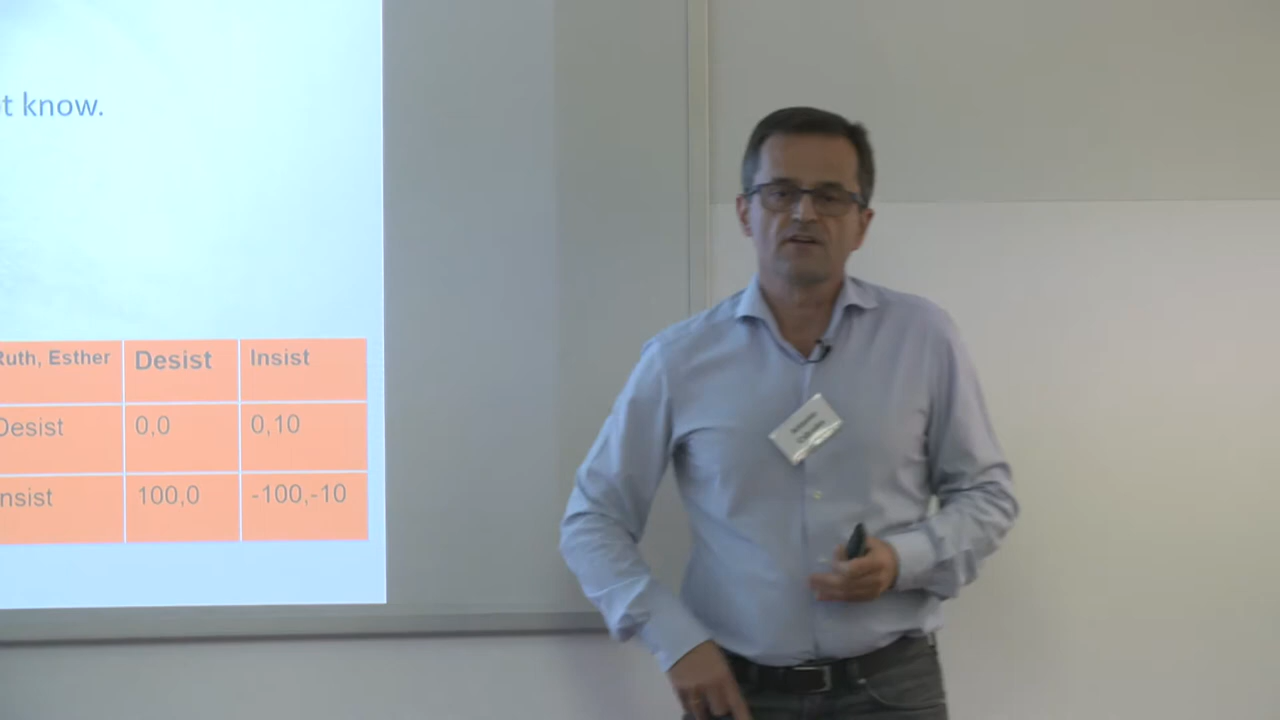 t know.
Ruth, Esther Desist Insist
Desist 0,0 0,10
nsist 100,0 -100,-10